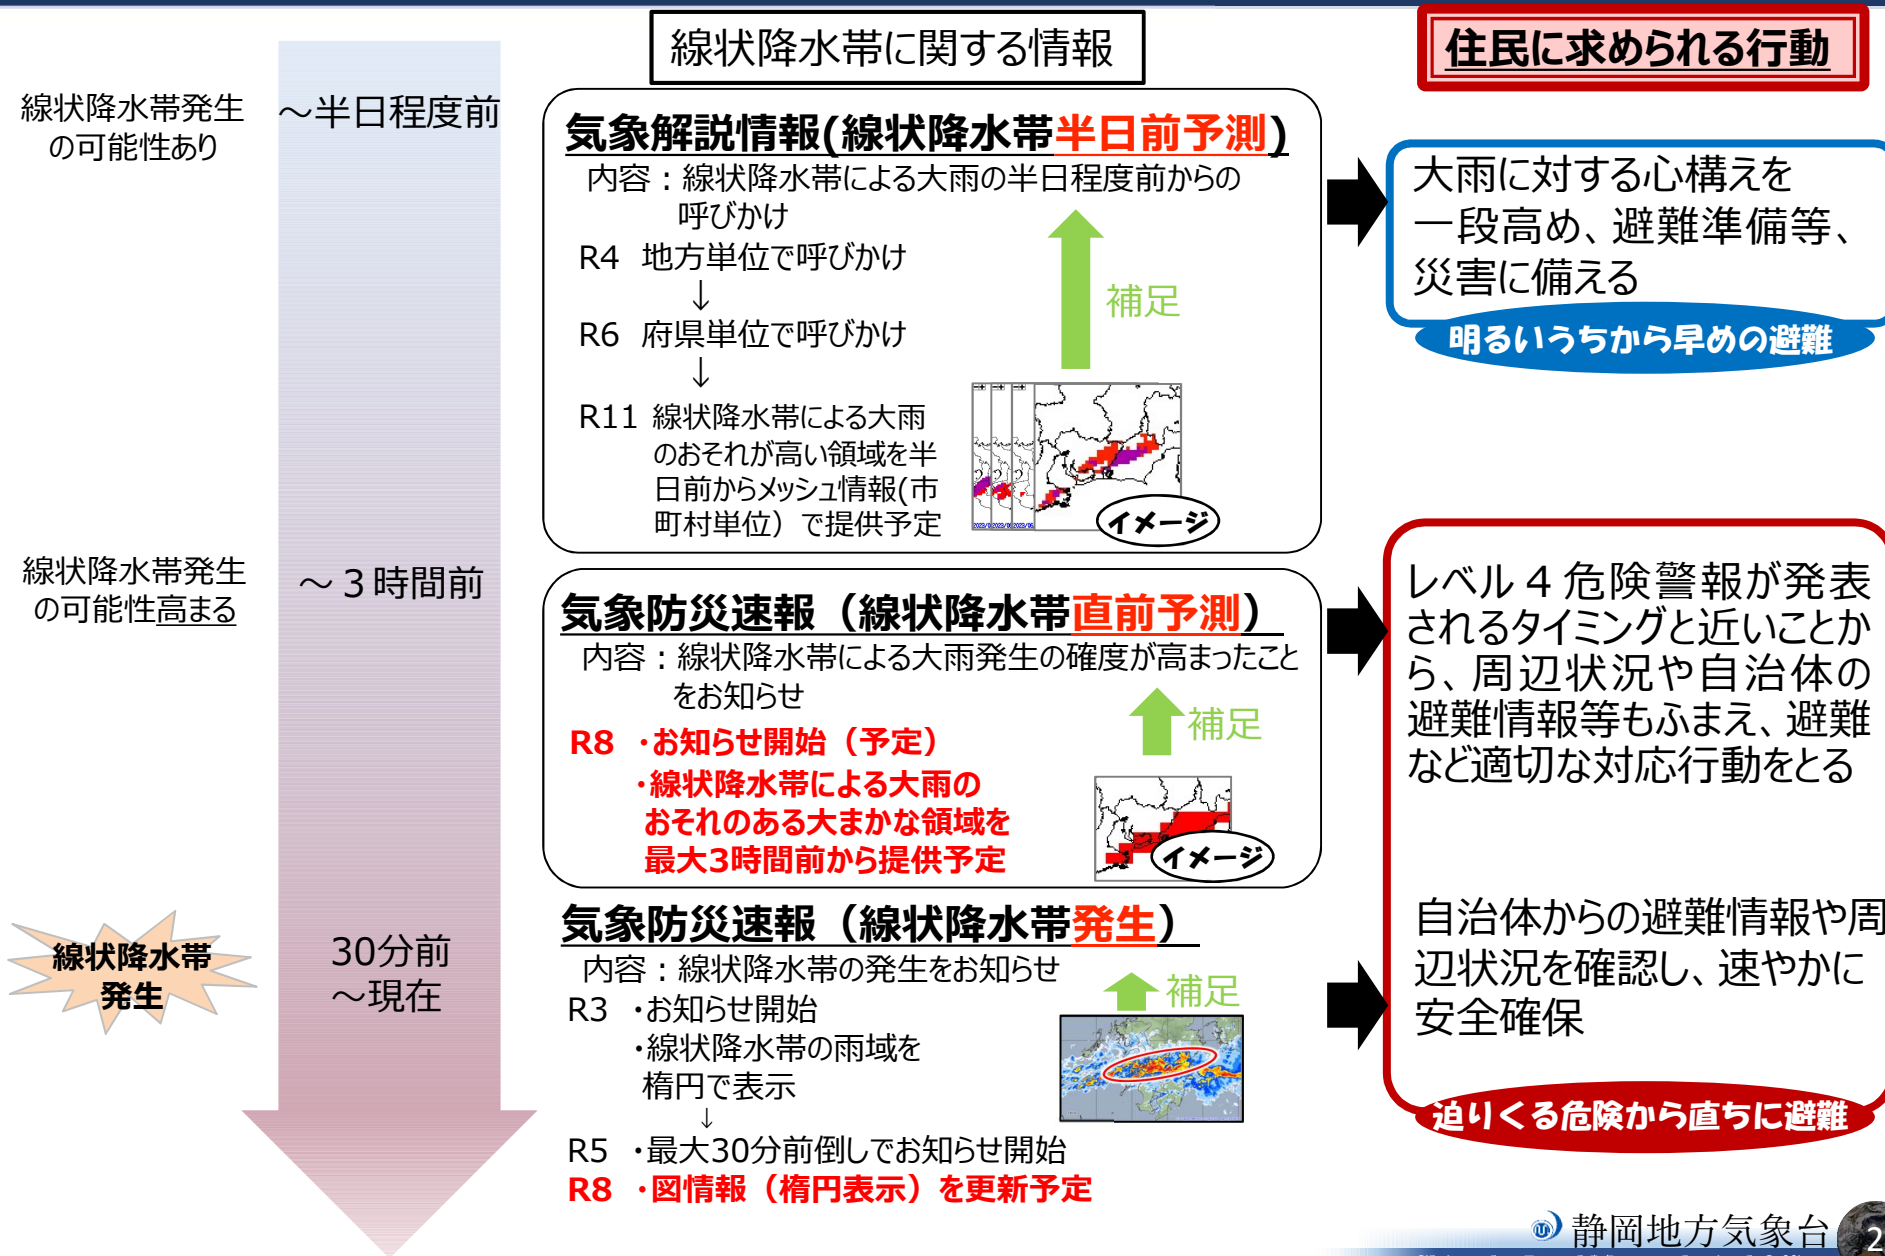 線状降水帯に関する情報
住民に求められる行動
線状降水帯発生
の可能性あり
～半日程度前
気象解説情報(線状降水帯半日前予測)
内容：線状降水帯による大雨の半日程度前からの
呼びかけ
R4 地方単位で呼びかけ
↓
R6 府県単位で呼びかけ
↓
R11 線状降水帯による大雨
のおそれが高い領域を半
日前からメッシュ情報(市
町村単位）で提供予定
補足
イメージ
大雨に対する心構えを
一段高め、避難準備等、
災害に備える
明るいうちから早めの避難
線状降水帯発生
の可能性高まる
～３時間前
気象防災速報（線状降水帯直前予測）
内容：線状降水帯による大雨発生の確度が高まったこと
をお知らせ
R8 ・お知らせ開始（予定）
・線状降水帯による大雨の
おそれのある大まかな領域を
最大3時間前から提供予定
補足
イメージ
レベル４危険警報が発表
されるタイミングと近いことか
ら、周辺状況や自治体の
避難情報等もふまえ、避難
など適切な対応行動をとる
線状降水帯
発生
30分前
～現在
気象防災速報（線状降水帯発生）
内容：線状降水帯の発生をお知らせ
R3 ・お知らせ開始
・線状降水帯の雨域を
楕円で表示
↓
R5 ・最大30分前倒しでお知らせ開始
R8 ・図情報（楕円表示）を更新予定
補足
自治体からの避難情報や周
辺状況を確認し、速やかに
安全確保
迫りくる危険から直ちに避難
静岡地方気象台
2